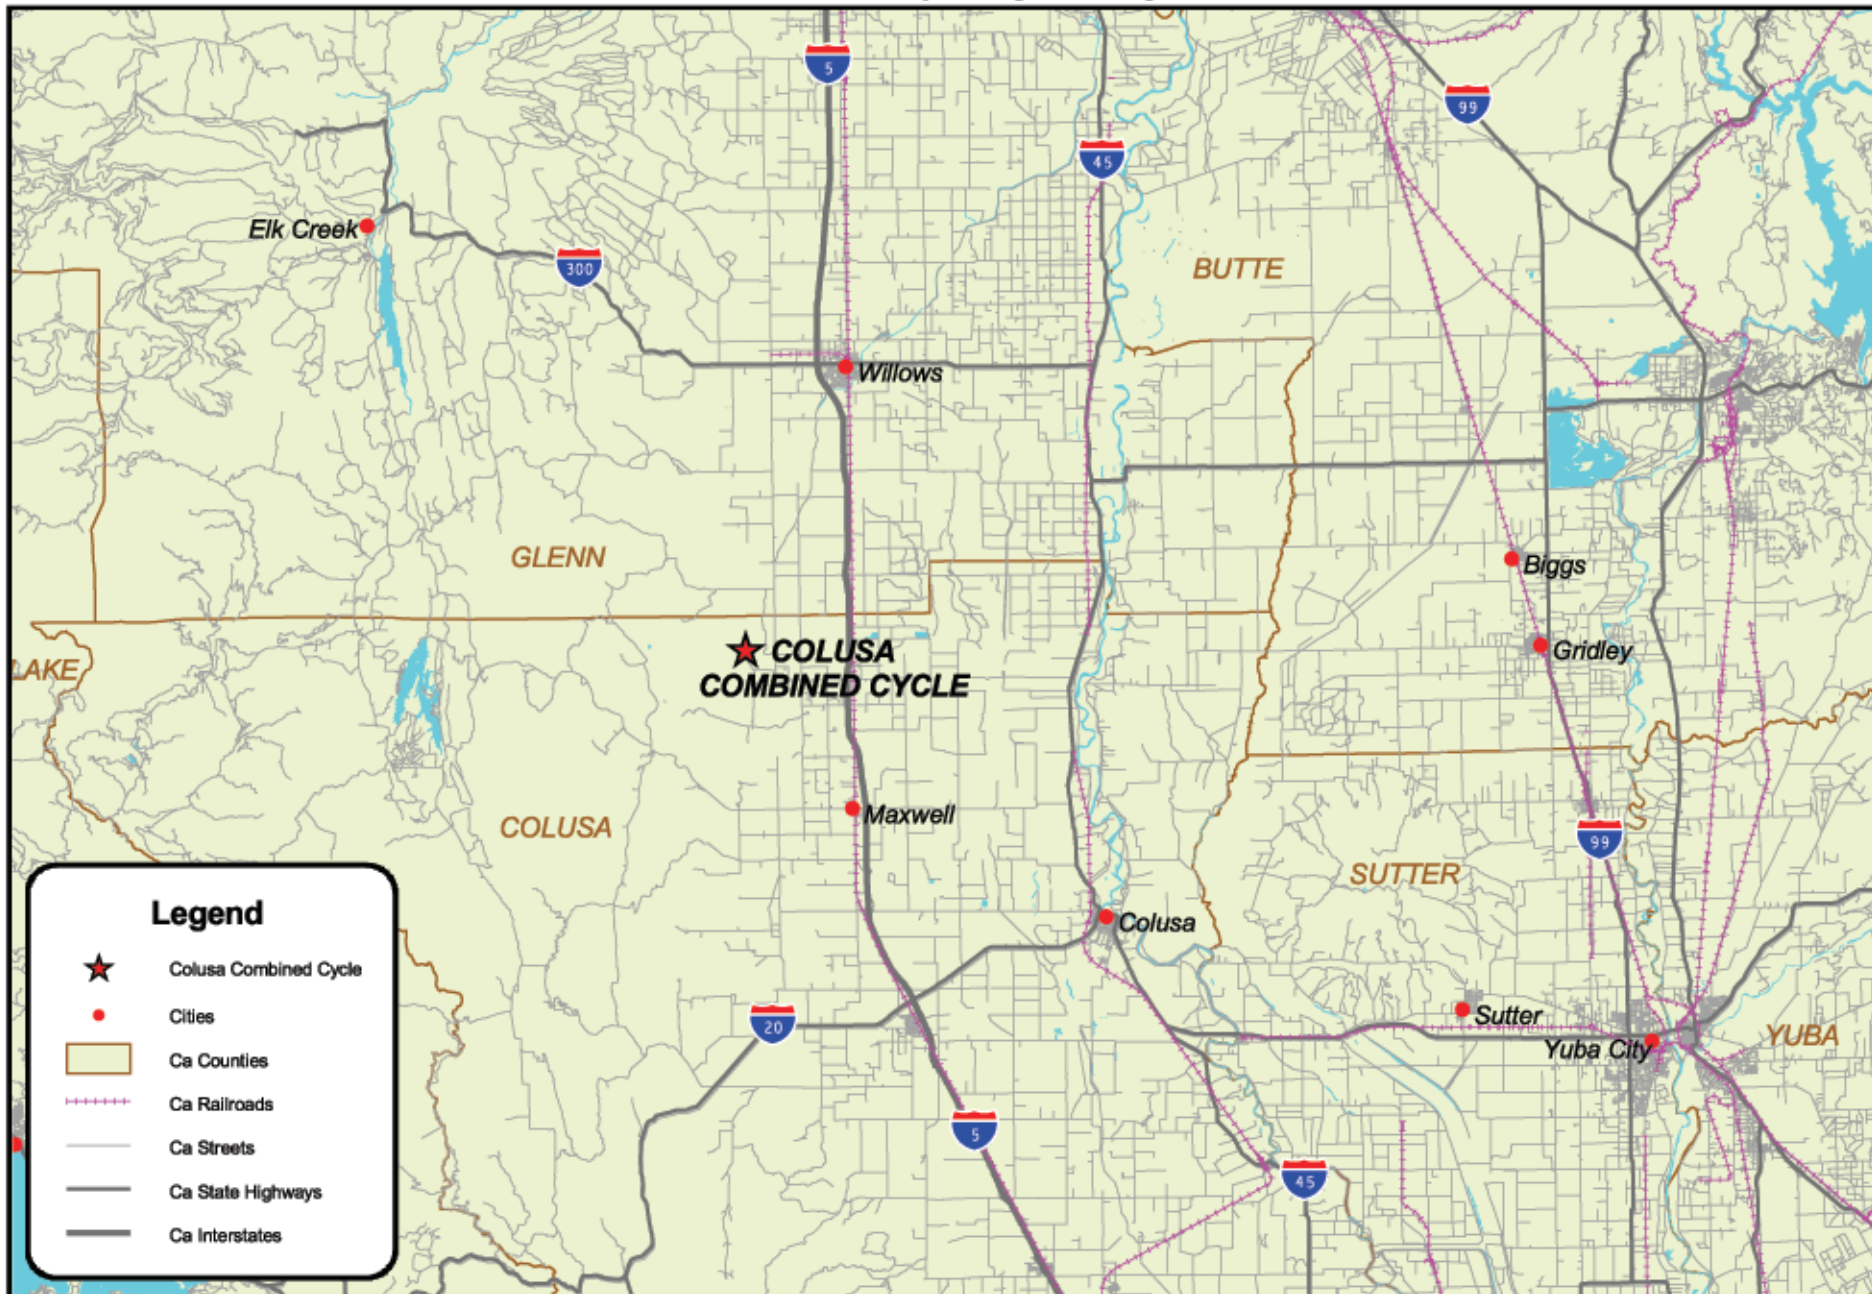 5
99
45
Elk Creek
300
BUTTE
Willows
GLENN
Biggs
COLUSA
COMBINED CYCLE
Gridley
LAKE
Maxwell
COLUSA
99
SUTTER
Colusa
Legend
Colusa Combined Cycle
Cities
Ca Counties
Ca Railroads
Ca Streets
Ca State Highways
Ca Interstates
20
Sutter
Yuba City
YUBA
5
45